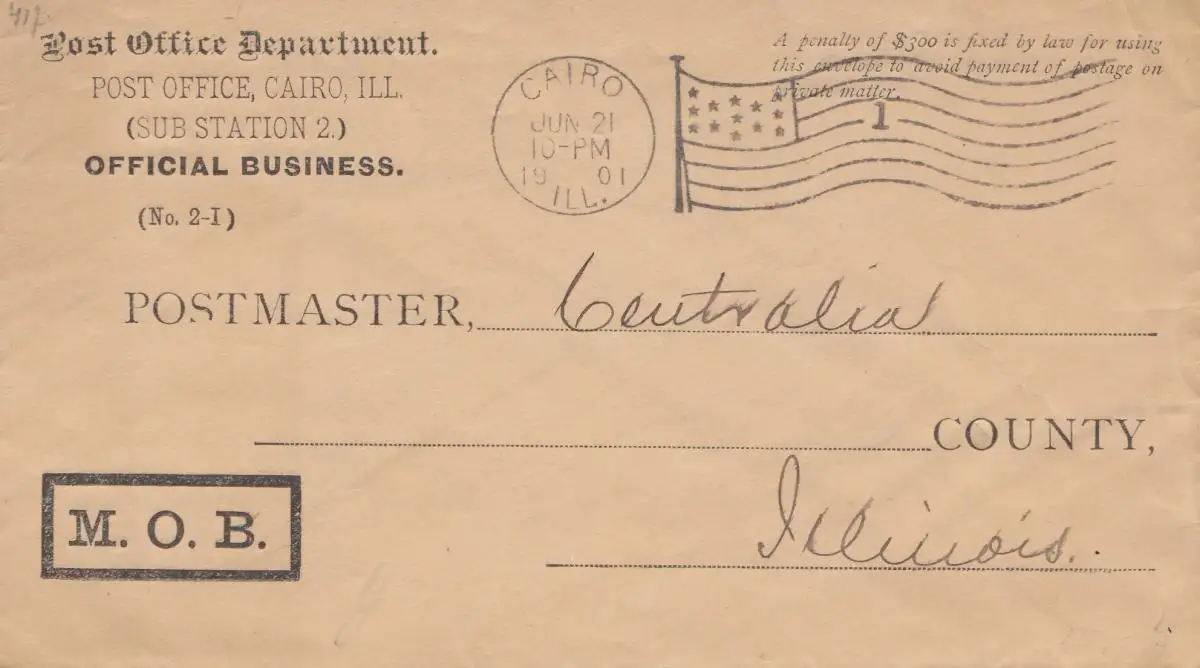 417.
Post Office Department.
POST OFFICE, CAIRO, ILL.
(SUB STATION 2.)
OFFICIAL BUSINESS.
(No. 2-I)
CAIRO
JUN 21
10-PM
19 01
ILL.
1
A penalty of $300 is fixed by law for using
this envelope to avoid payment of postage on
private matter.
POSTMASTER, Centralia
COUNTY,
Illinois.
M. O. B.